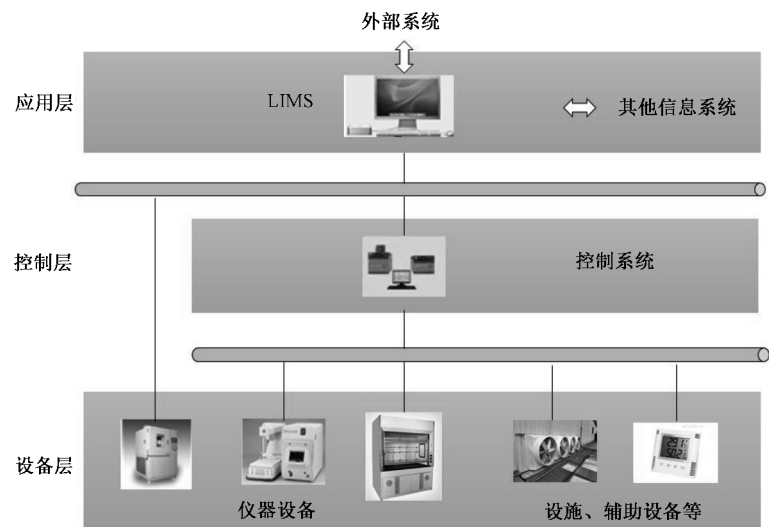 外部系统
应用层
LIMS
其他信息系统
控制层
控制系统
设备层
仪器设备
设施、辅助设备等